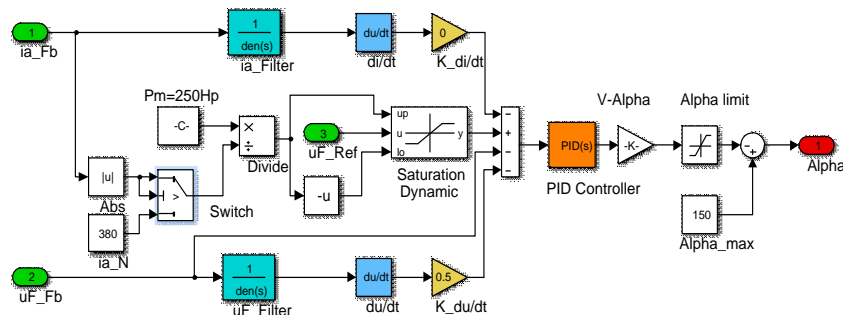 1
ia_Fb
1
den(s)
ia_Filter
du/dt
di/dt
0
K_di/dt
Pm=250Hp
-C-
×
÷
Divide
3
uF_Ref
up
u
lo
y
Saturation
Dynamic
−
+
−
−
PID(s)
PID Controller
V-Alpha
-K-
Alpha limit
−
+
1
Alpha
|u|
Abs
>
Switch
-u
380
ia_N
150
Alpha_max
2
uF_Fb
1
den(s)
uF_Filter
du/dt
du/dt
0.5
K_du/dt